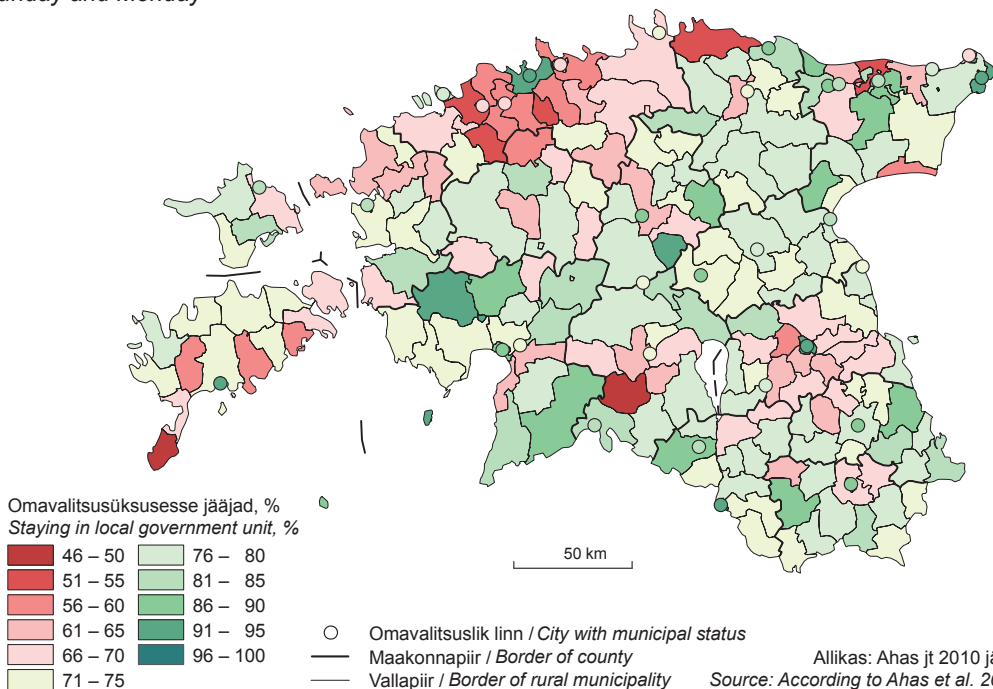 and Monday
Omavalitsusüksusesse jääjad, %
Staying in local government unit, %
46 – 50
51 – 55
56 – 60
61 – 65
66 – 70
71 – 75
76 – 80
81 – 85
86 – 90
91 – 95
96 – 100
50 km
Omavalitsuslik linn / City with municipal status
Maakonnapiir / Border of county
Vallapiir / Border of rural municipality
Allikas: Ahas jt 2010
Source: According to Ahas et al.